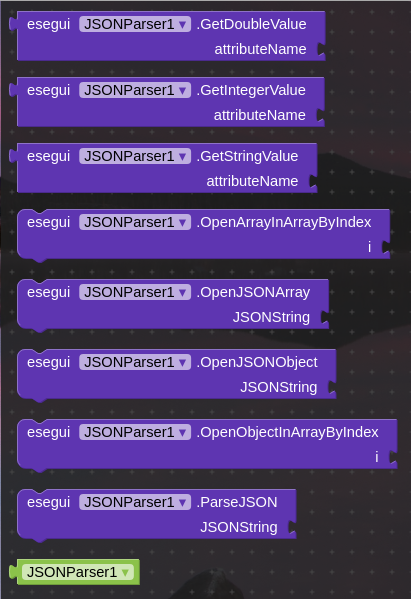 esegui JSONParser1 .GetDoubleValue
attributeName
esegui JSONParser1 .GetIntegerValue
attributeName
esegui JSONParser1 .GetStringValue
attributeName
esegui JSONParser1 .OpenArrayInArrayByIndex
i
esegui JSONParser1 .OpenJSONArray
JSONString
esegui JSONParser1 .OpenJSONObject
JSONString
esegui JSONParser1 .OpenObjectInArrayByIndex
i
esegui JSONParser1 .ParseJSON
JSONString
JSONParser1